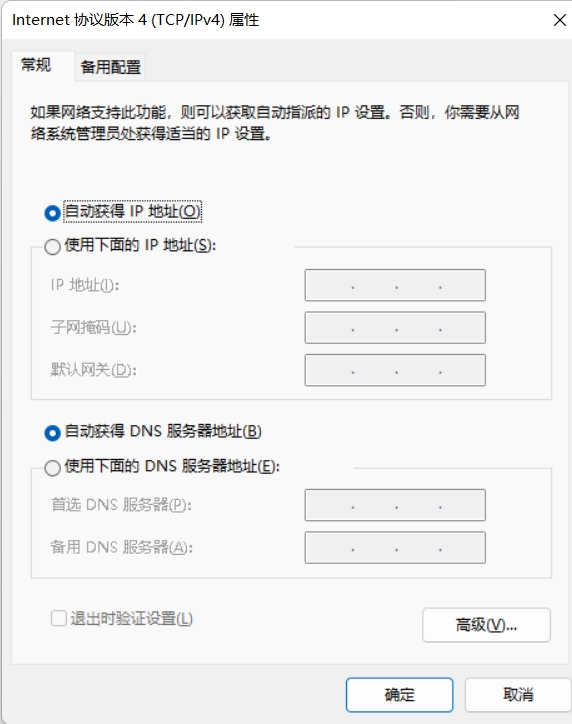 Internet 协议版本 4 (TCP/IPv4) 属性
常规 备用配置
如果网络支持此功能，则可以获取自动指派的 IP 设置。否则，你需要从网
络系统管理员处获得适当的 IP 设置。
自动获得 IP 地址(O)
使用下面的 IP 地址(S):
IP 地址(I):
子网掩码(U):
默认网关(D):
自动获得 DNS 服务器地址(B)
使用下面的 DNS 服务器地址(E):
首选 DNS 服务器(P):
备用 DNS 服务器(A):
退出时验证设置(L)
高级(V)...
确定 取消